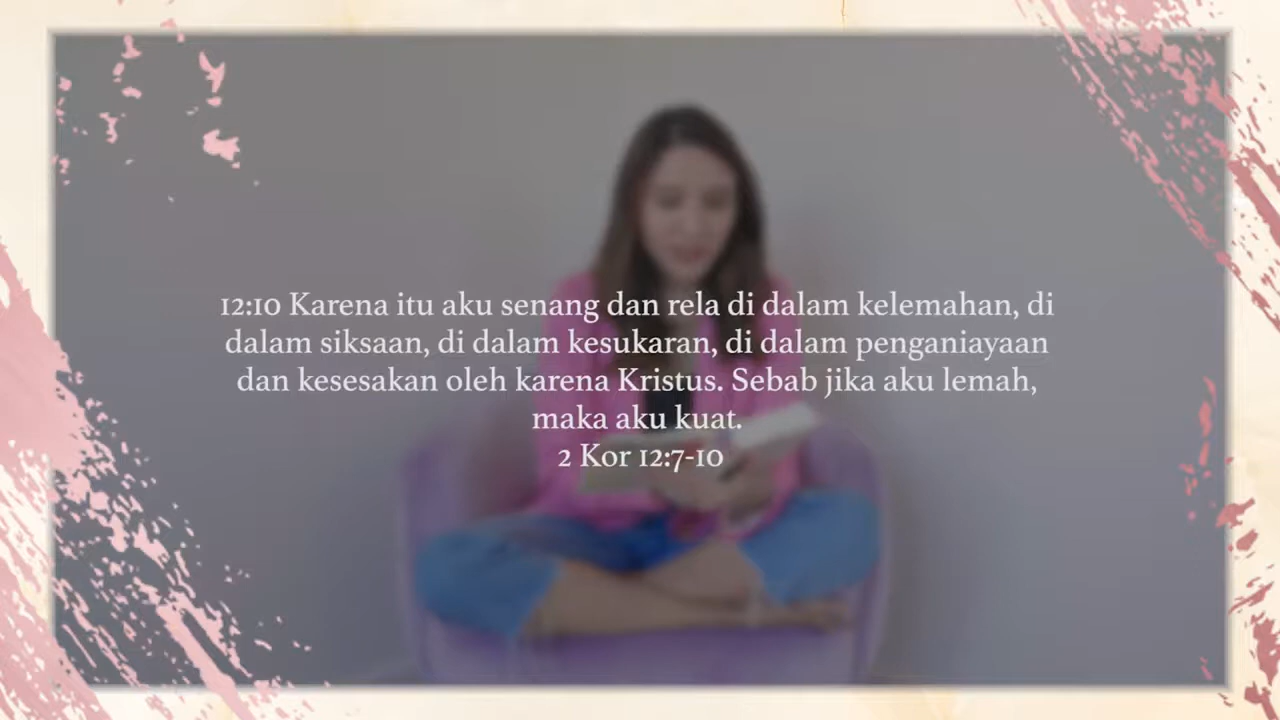 12:10 Karena itu aku senang dan rela di dalam kelemahan, di
dalam siksaan, di dalam kesukaran, di dalam penganiayaan
dan kesesakan oleh karena Kristus. Sebab jika aku lemah,
maka aku kuat.
2 Kor 12:7-10